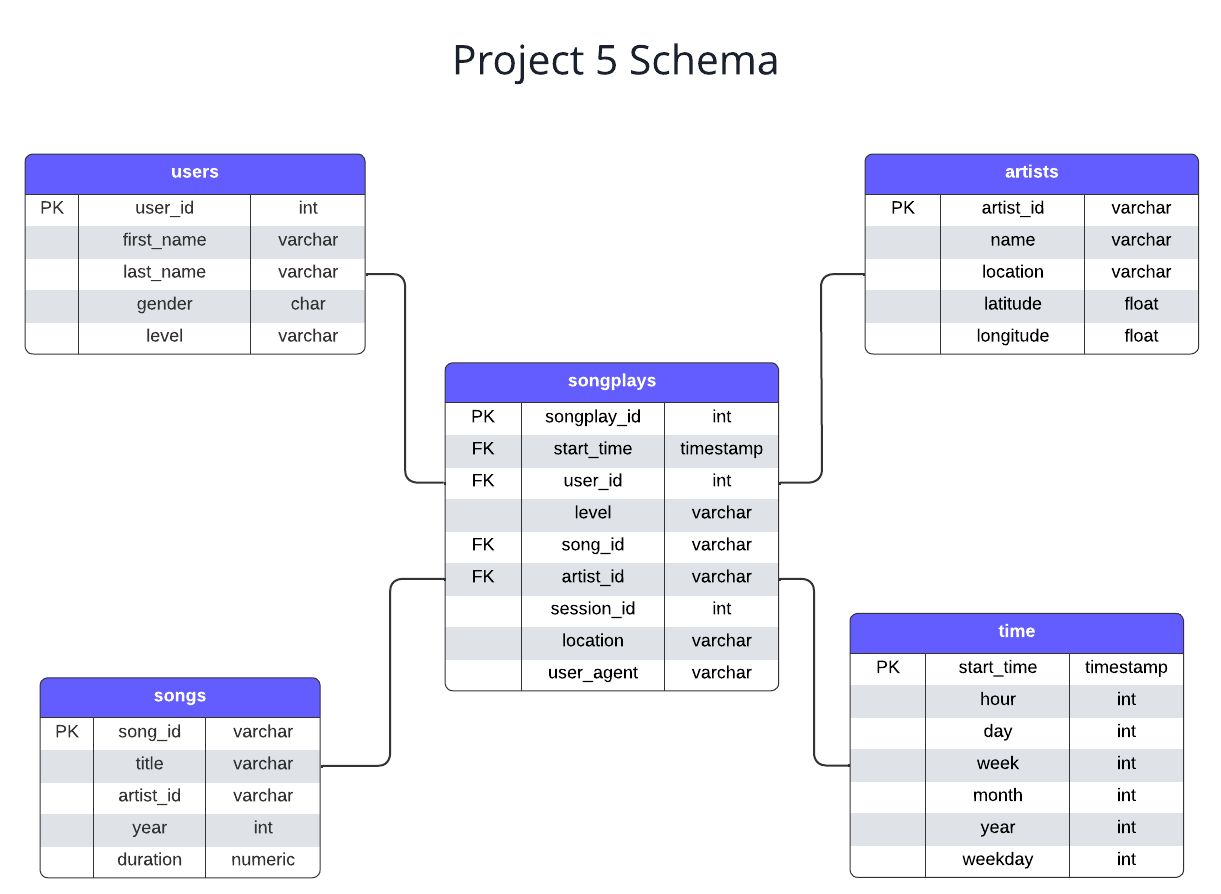 Project 5 Schema
users
PK user_id int
first_name varchar
last_name varchar
gender char
level varchar
artists
PK artist_id varchar
name varchar
location varchar
latitude float
longitude float
songplays
PK songplay_id int
FK start_time timestamp
FK user_id int
level varchar
FK song_id varchar
FK artist_id varchar
session_id int
location varchar
user_agent varchar
songs
PK song_id varchar
title varchar
artist_id varchar
year int
duration numeric
time
PK start_time timestamp
hour int
day int
week int
month int
year int
weekday int